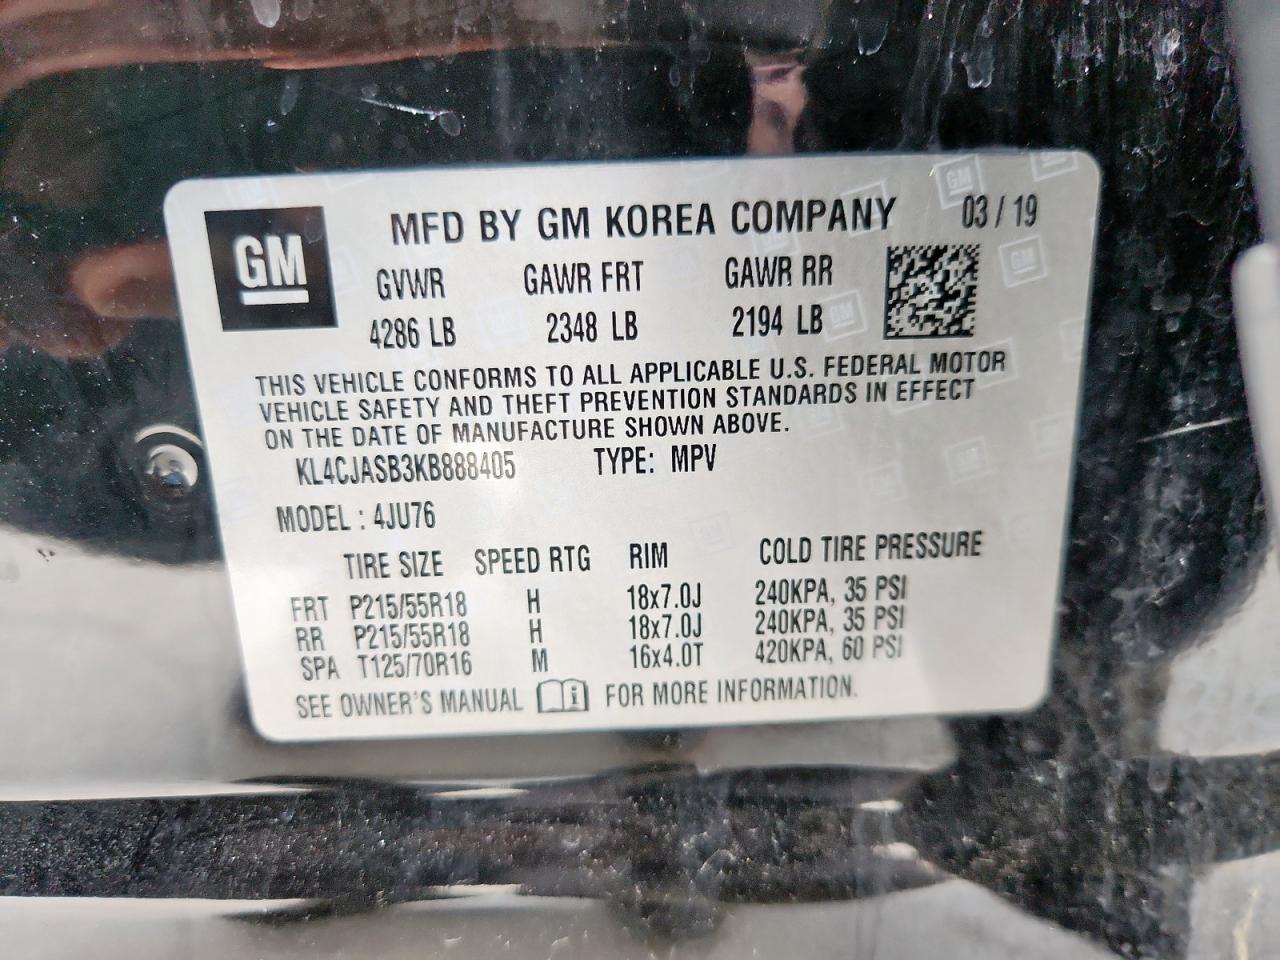 GM
MFD BY GM KOREA COMPANY 03 / 19
GVWR GAWR FRT GAWR RR
4286 LB 2348 LB 2194 LB
THIS VEHICLE CONFORMS TO ALL APPLICABLE U.S. FEDERAL MOTOR
VEHICLE SAFETY AND THEFT PREVENTION STANDARDS IN EFFECT
ON THE DATE OF MANUFACTURE SHOWN ABOVE.
KL4CJASB3KB888405 TYPE: MPV
MODEL : 4JU76
TIRE SIZE SPEED RTG RIM COLD TIRE PRESSURE
FRT P215/55R18 H 18x7.0J 240KPA, 35 PSI
RR P215/55R18 H 18x7.0J 240KPA, 35 PSI
SPA T125/70R16 M 16x4.0T 420KPA, 60 PSI
SEE OWNER'S MANUAL FOR MORE INFORMATION.